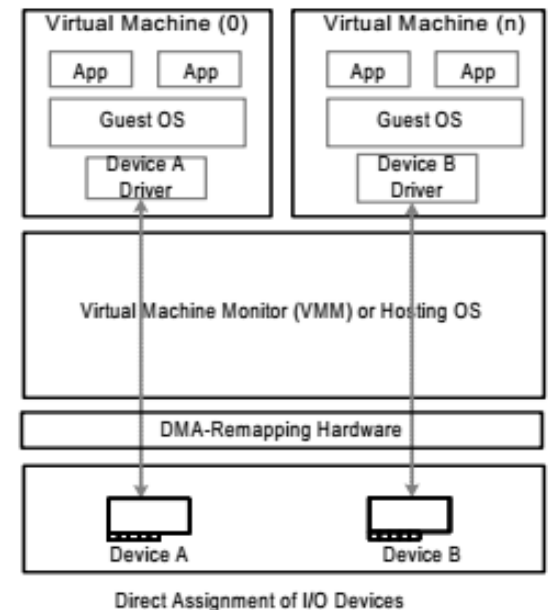 Virtual Machine (0)
App App
Guest OS
Device A
Driver
Virtual Machine (n)
App App
Guest OS
Device B
Driver
Virtual Machine Monitor (VMM) or Hosting OS
DMA-Remapping Hardware
Device A
Device B
Direct Assignment of I/O Devices